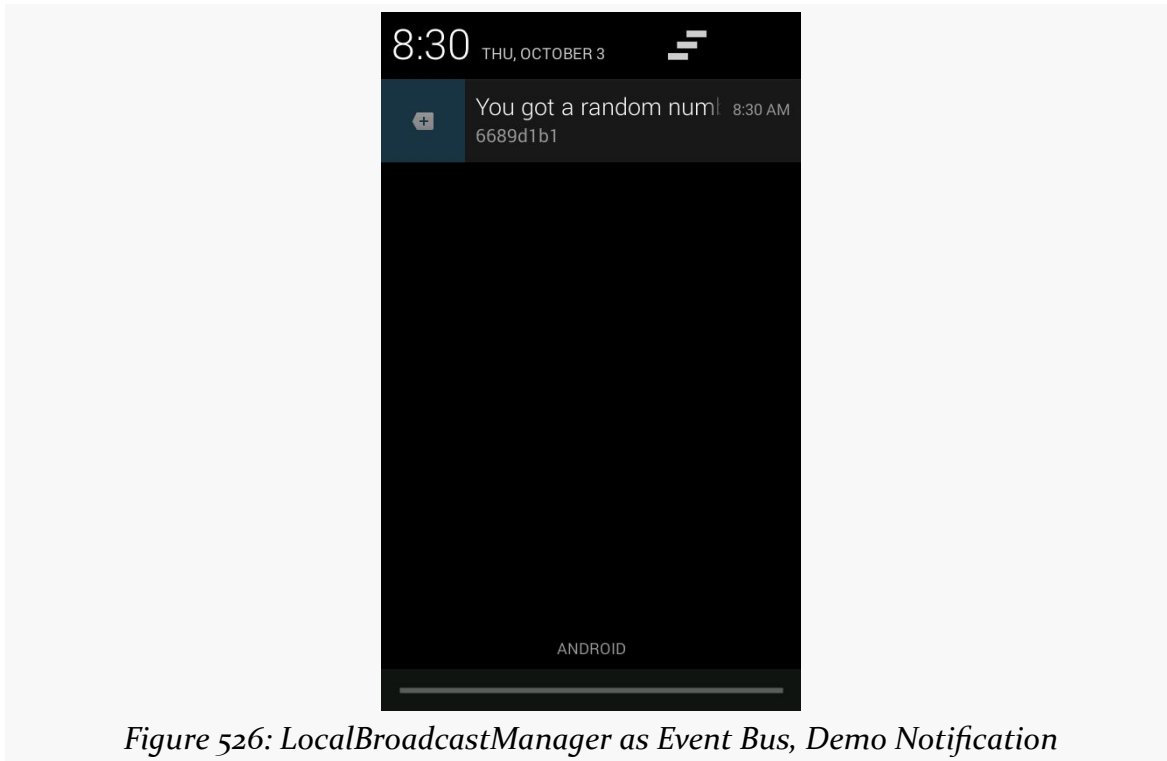 8:30 THU, OCTOBER 3
You got a random num 8:30 AM
6689d1b1
ANDROID
Figure 526: LocalBroadcastManager as Event Bus, Demo Notification